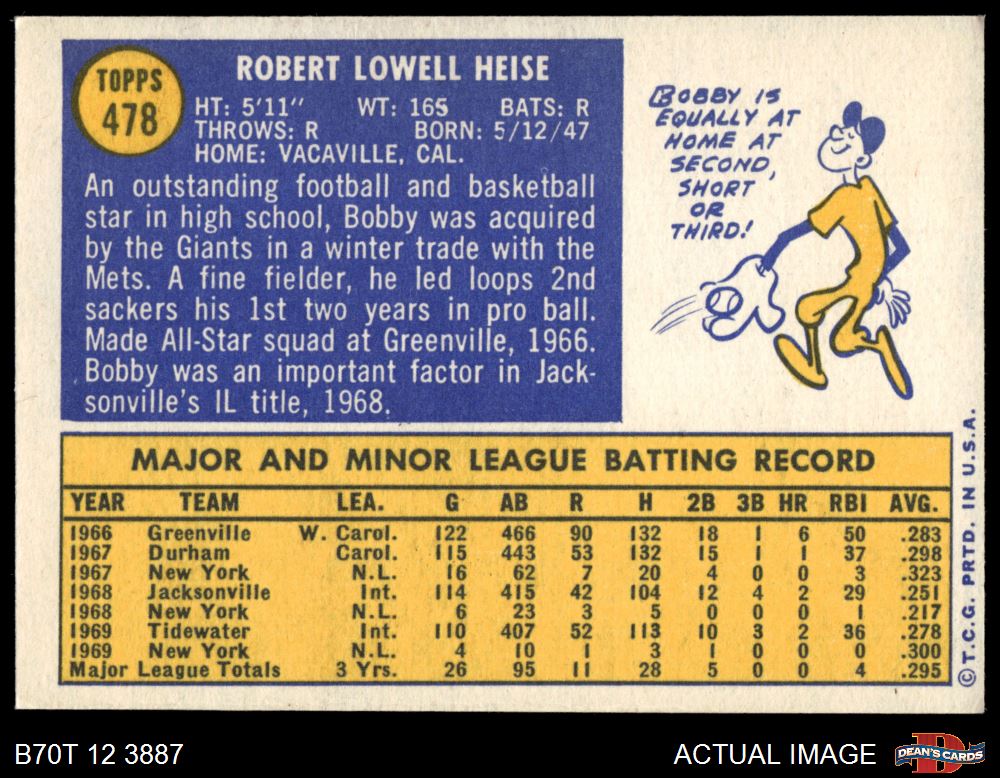 TOPPS
478
ROBERT LOWELL HEISE
HT: 5'11" WT: 165 BATS: R
THROWS: R BORN: 5/12/47
HOME: VACAVILLE, CAL.
An outstanding football and basketball
star in high school, Bobby was acquired
by the Giants in a winter trade with the
Mets. A fine fielder, he led loops 2nd
sackers his 1st two years in pro ball.
Made All-Star squad at Greenville, 1966.
Bobby was an important factor in Jack-
sonville's IL title, 1968.
BOBBY IS
EQUALLY AT
HOME AT
SECOND,
SHORT
OR
THIRD!
MAJOR AND MINOR LEAGUE BATTING RECORD
YEAR TEAM LEA. G AB R H 2B 3B HR RBI AVG.
1966 Greenville W. Carol. 122 466 90 132 18 1 6 50 .283
1967 Durham Carol. 115 443 53 132 15 1 1 37 .298
1967 New York N.L. 16 62 7 20 4 0 0 3 .323
1968 Jacksonville Int. 114 415 42 104 12 4 2 29 .251
1968 New York N.L. 6 23 3 5 0 0 0 1 .217
1969 Tidewater Int. 110 407 52 113 10 3 2 36 .278
1969 New York N.L. 4 10 1 3 1 0 0 0 .300
Major League Totals 3 Yrs. 26 95 11 28 5 0 0 4 .295
©T.C.G. PRTD. IN U.S.A.
B70T 12 3887
ACTUAL IMAGE
D
DEAN'S CARDS